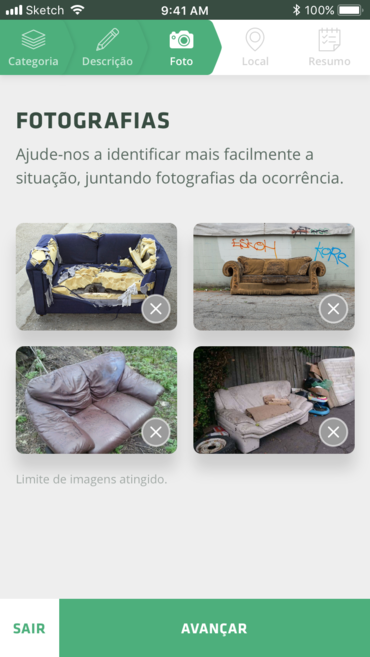 Sketch 9:41 AM 100%
Categoria Descrição Foto Local Resumo
FOTOGRAFIAS
Ajude-nos a identificar mais facilmente a
situação, juntando fotografias da ocorrência.
Limite de imagens atingido.
SAIR AVANÇAR